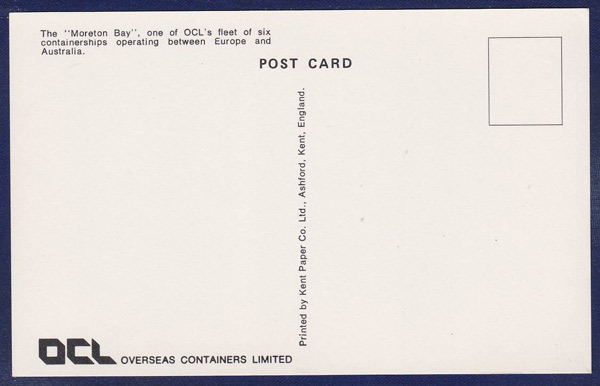 The "Moreton Bay", one of OCL's fleet of six
containerships operating between Europe and
Australia.
POST CARD
Printed by Kent Paper Co. Ltd., Ashford, Kent, England.
OCL OVERSEAS CONTAINERS LIMITED